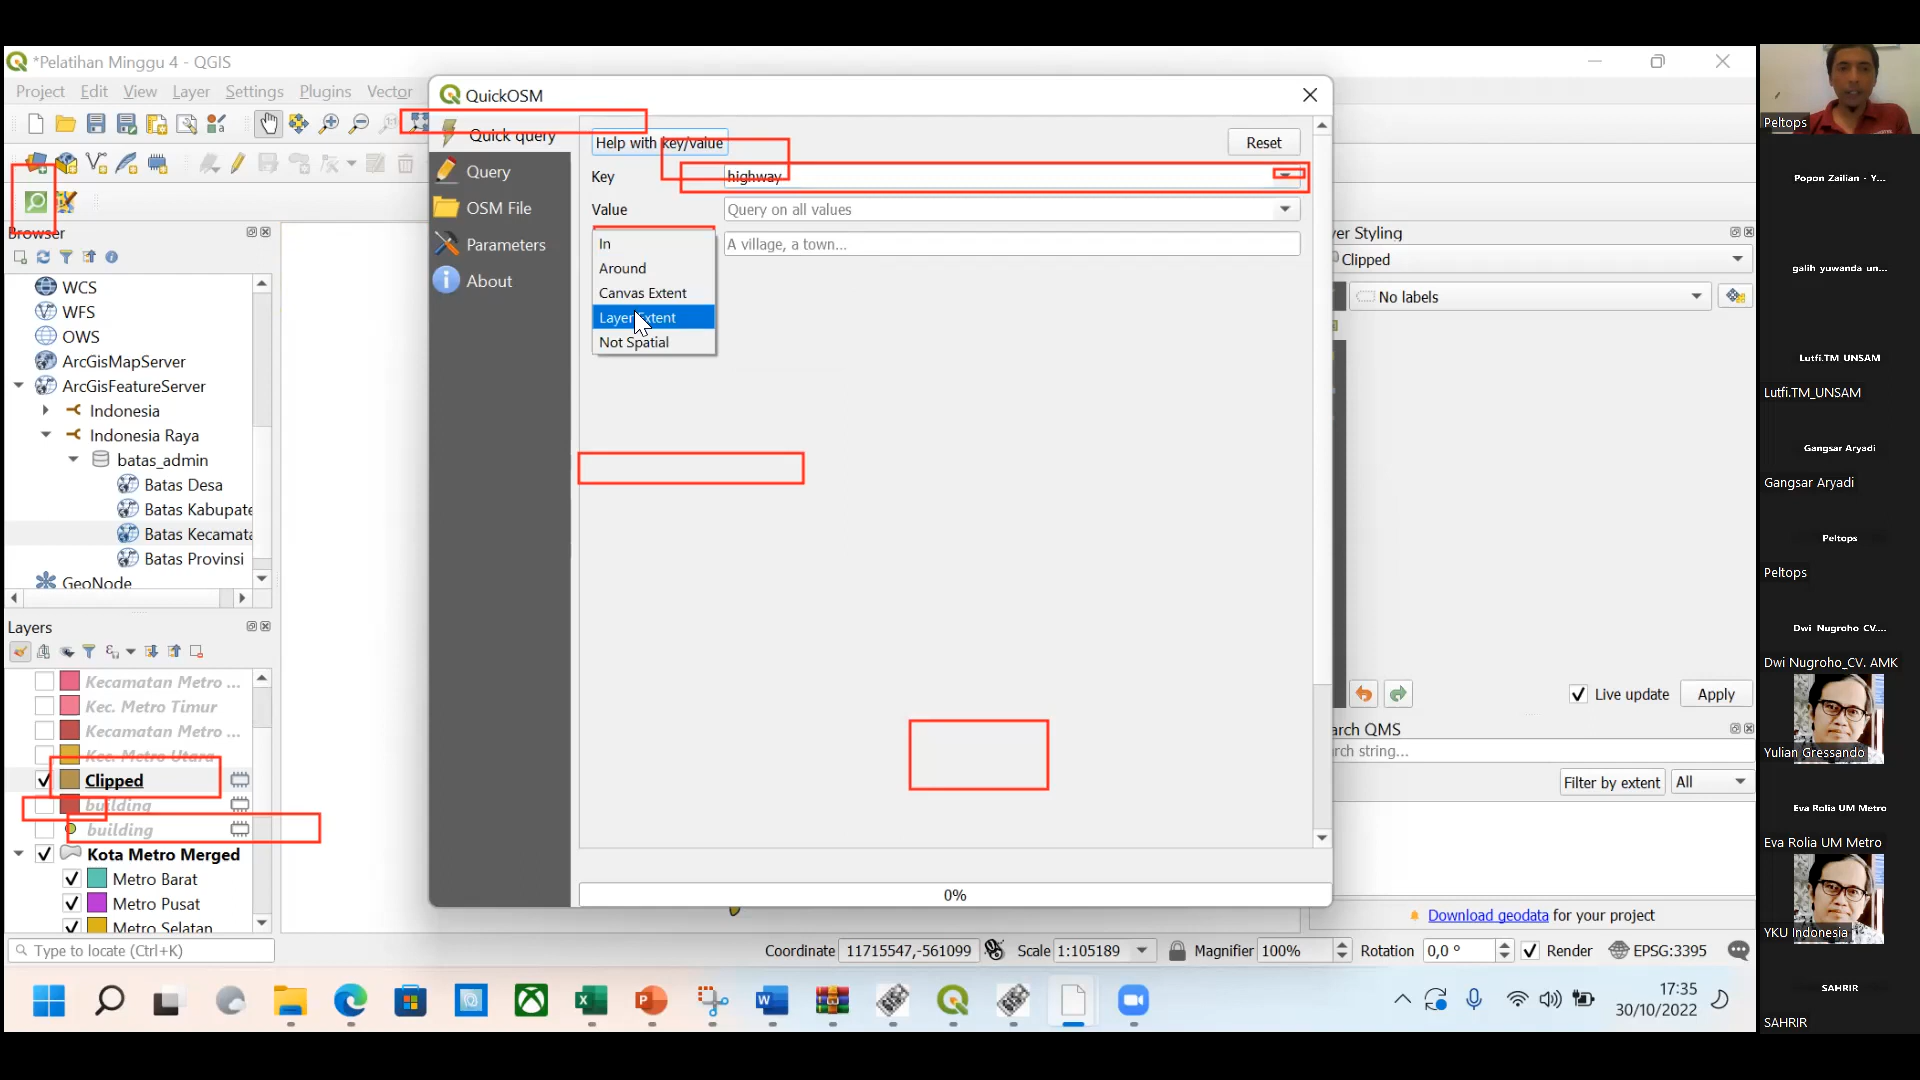 *Pelatihan Minggu 4 - QGIS
Project Edit View Layer Settings Plugins Vector
Browser
WCS
WFS
OWS
ArcGisMapServer
ArcGisFeatureServer
Indonesia
Indonesia Raya
batas_admin
Batas Desa
Batas Kabupate
Batas Kecamata
Batas Provinsi
GeoNode
Layers
Kecamatan Metro ...
Kec. Metro Timur
Kecamatan Metro ...
Kec. Metro Utara
Clipped
building
building
Kota Metro Merged
Metro Barat
Metro Pusat
Metro Selatan
Type to locate (Ctrl+K)
QuickOSM
Quick query
Query
OSM File
Parameters
About
Help with key/value
Reset
Key
highway
Value
Query on all values
In
A village, a town...
Around
Canvas Extent
Layer Extent
Not Spatial
0%
er Styling
Clipped
No labels
Live update
Apply
arch QMS
rch string...
Filter by extent
All
Download geodata for your project
Coordinate 11715547,-561099
Scale 1:105189
Magnifier 100%
Rotation 0,0 °
Render
EPSG:3395
17:35
30/10/2022
Peltops
Popon Zailian - Y...
galih yuwanda un...
Lutfi.TM UNSAM
Lutfi.TM_UNSAM
Gangsar Aryadi
Gangsar Aryadi
Peltops
Peltops
Dwi Nugroho CV....
Dwi Nugroho_CV. AMK
Yulian Gressando
Eva Rolia UM Metro
Eva Rolia UM Metro
YKU Indonesia
SAHRIR
SAHRIR